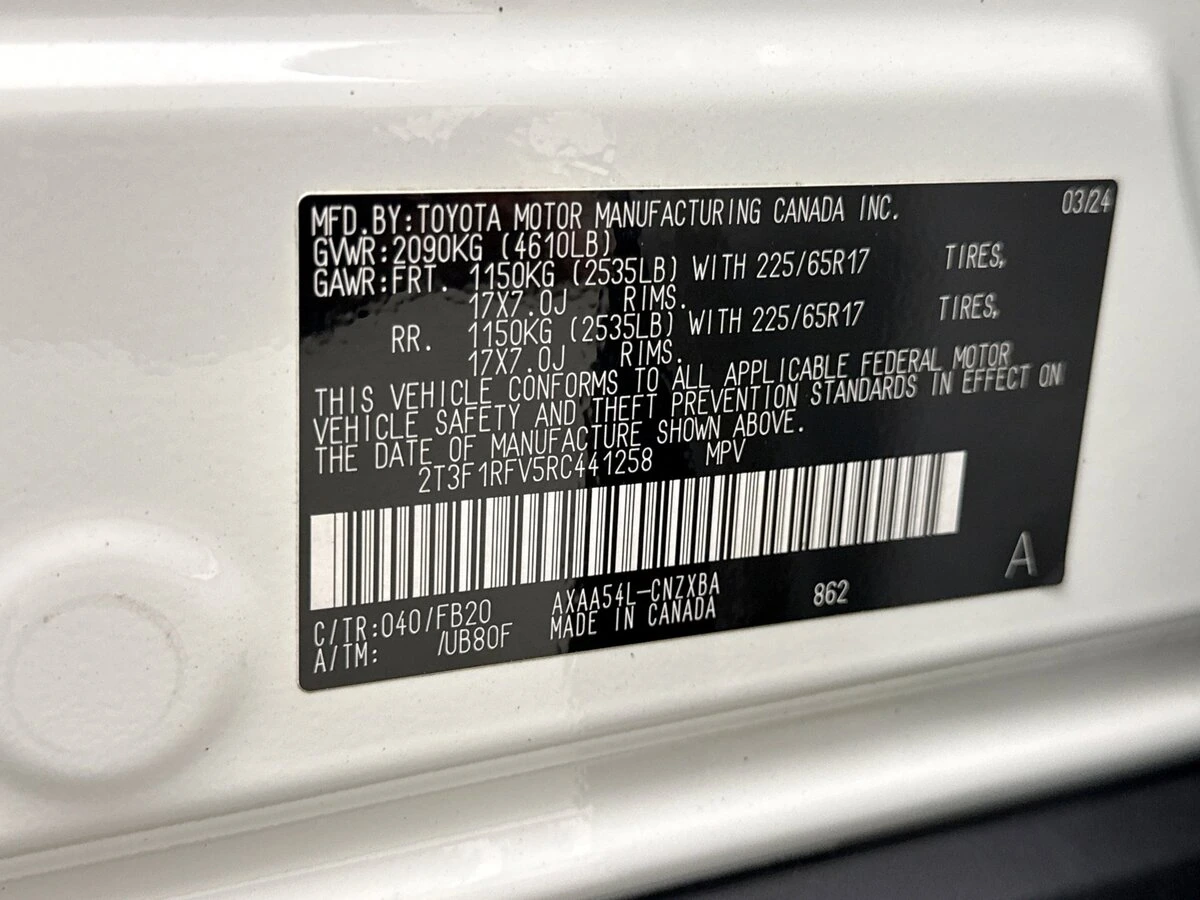 MFD.BY:TOYOTA MOTOR MANUFACTURING CANADA INC. 03/24
GVWR:2090KG (4610LB)
GAWR:FRT. 1150KG (2535LB) WITH 225/65R17 TIRES,
17X7.0J RIMS.
RR. 1150KG (2535LB) WITH 225/65R17 TIRES,
17X7.0J RIMS.
THIS VEHICLE CONFORMS TO ALL APPLICABLE FEDERAL MOTOR
VEHICLE SAFETY AND THEFT PREVENTION STANDARDS IN EFFECT ON
THE DATE OF MANUFACTURE SHOWN ABOVE.
2T3F1RFV5RC441258 MPV
A
C/TR:040/FB20 AXAA54L-CNZXBA 862
A/TM: /UB80F MADE IN CANADA